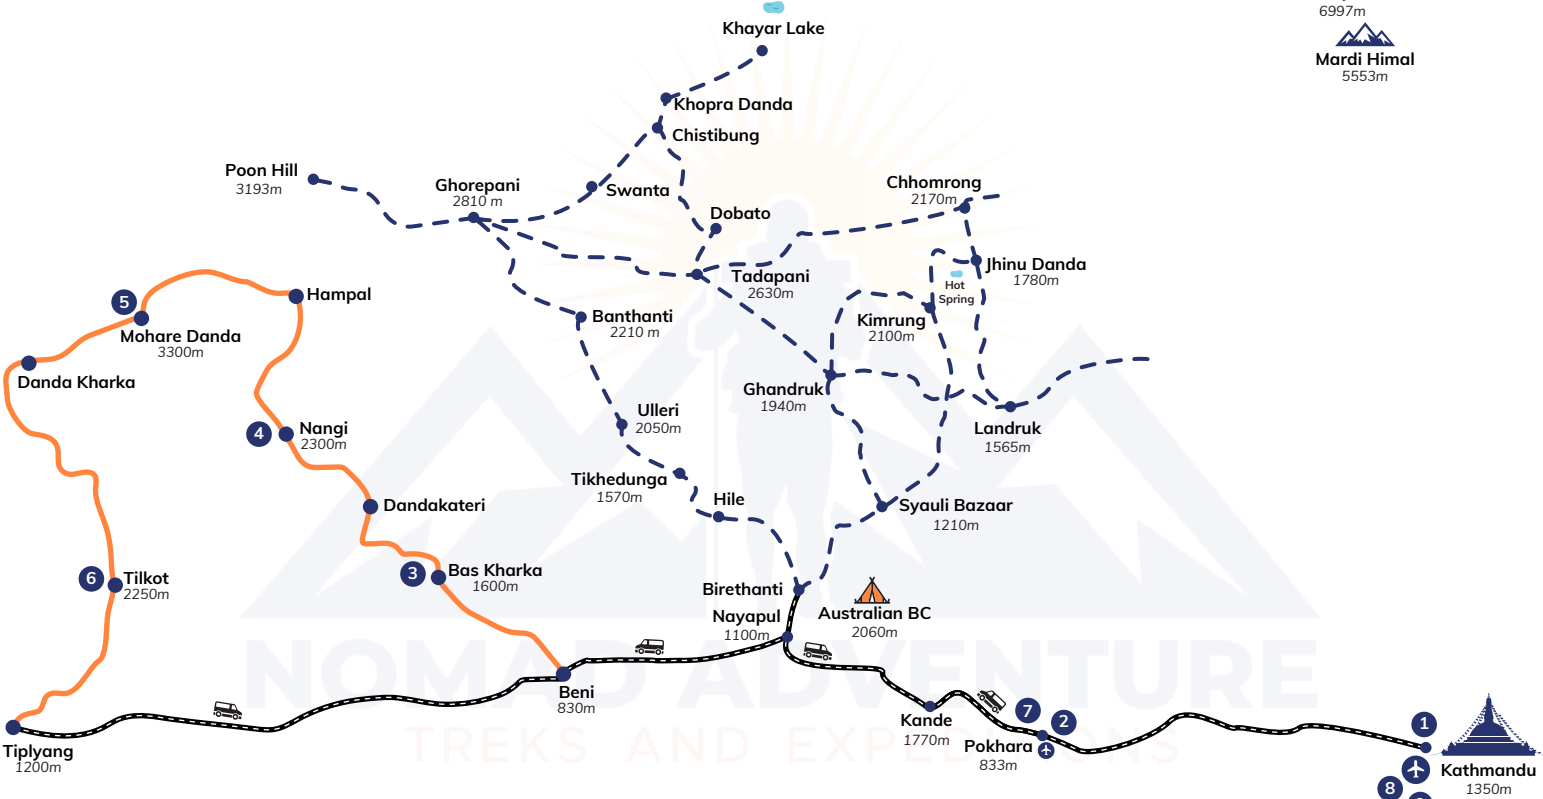 6997m
Mardi Himal
5553m
Khayar Lake
Khopra Danda
Chistibung
Poon Hill
3193m
Ghorepani
2810 m
Swanta
Dobato
Chhomrong
2170m
Tadapani
2630m
Jhinu Danda
1780m
Hot
Spring
5
Hampal
Mohare Danda
3300m
Banthanti
2210 m
Kimrung
2100m
Danda Kharka
Ghandruk
1940m
4
Nangi
2300m
Ulleri
2050m
Landruk
1565m
Tikhedunga
1570m
Hile
Dandakateri
Syauli Bazaar
1210m
6
Tilkot
2250m
3
Bas Kharka
1600m
Birethanti
Nayapul
1100m
Australian BC
2060m
NOMAD ADVENTURE
TREKS AND EXPEDITIONS
Beni
830m
Kande
1770m
7
2
Pokhara
833m
1
Tiplyang
1200m
Kathmandu
1350m
8